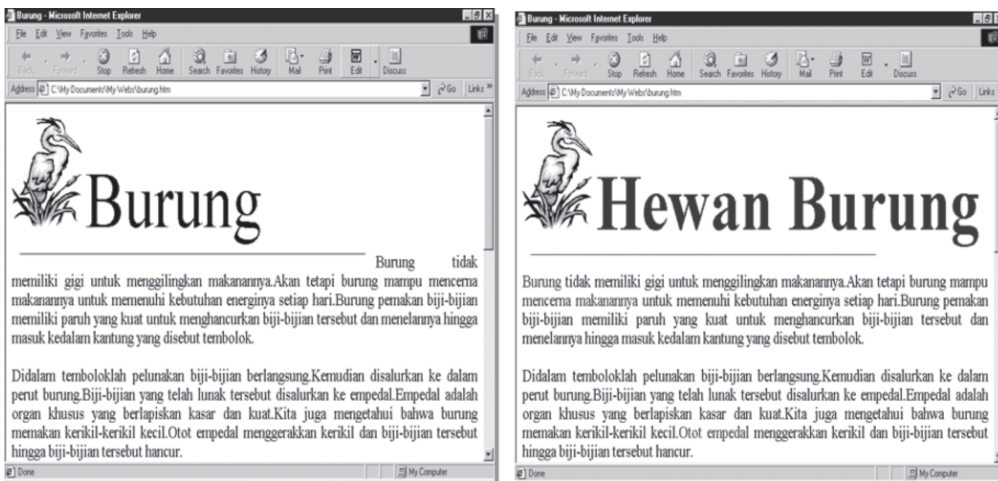 Burung - Microsoft Internet Explorer
File Edit View Favorites Tools Help
Back Forward Stop Refresh Home Search Favorites History Mail Print Edit Discuss
Address C:\My Documents\My Webs\burung.htm Go Links »
Burung
Burung tidak
memiliki gigi untuk menggilingkan makanannya.Akan tetapi burung mampu mencerna
makanannya untuk memenuhi kebutuhan energinya setiap hari.Burung pemakan biji-bijian
memiliki paruh yang kuat untuk menghancurkan biji-bijian tersebut dan menelannya hingga
masuk kedalam kantung yang disebut tembolok.
Didalam temboloklah pelunakan biji-bijian berlangsung.Kemudian disalurkan ke dalam
perut burung.Biji-bijian yang telah lunak tersebut disalurkan ke empedal.Empedal adalah
organ khusus yang berlapiskan kasar dan kuat.Kita juga mengetahui bahwa burung
memakan kerikil-kerikil kecil.Otot empedal menggerakkan kerikil dan biji-bijian tersebut
hingga biji-bijian tersebut hancur.
Done My Computer
Burung - Microsoft Internet Explorer
File Edit View Favorites Tools Help
Back Forward Stop Refresh Home Search Favorites History Mail Print Edit Discuss
Address C:\My Documents\My Webs\burung.htm Go Links
Hewan Burung
Burung tidak memiliki gigi untuk menggilingkan makanannya.Akan tetapi burung mampu
mencerna makanannya untuk memenuhi kebutuhan energinya setiap hari.Burung pemakan
biji-bijian memiliki paruh yang kuat untuk menghancurkan biji-bijian tersebut dan
menelannya hingga masuk kedalam kantung yang disebut tembolok.
Didalam temboloklah pelunakan biji-bijian berlangsung.Kemudian disalurkan ke dalam
perut burung.Biji-bijian yang telah lunak tersebut disalurkan ke empedal.Empedal adalah
organ khusus yang berlapiskan kasar dan kuat.Kita juga mengetahui bahwa burung
memakan kerikil-kerikil kecil.Otot empedal menggerakkan kerikil dan biji-bijian tersebut
hingga biji-bijian tersebut hancur.
Done My Computer